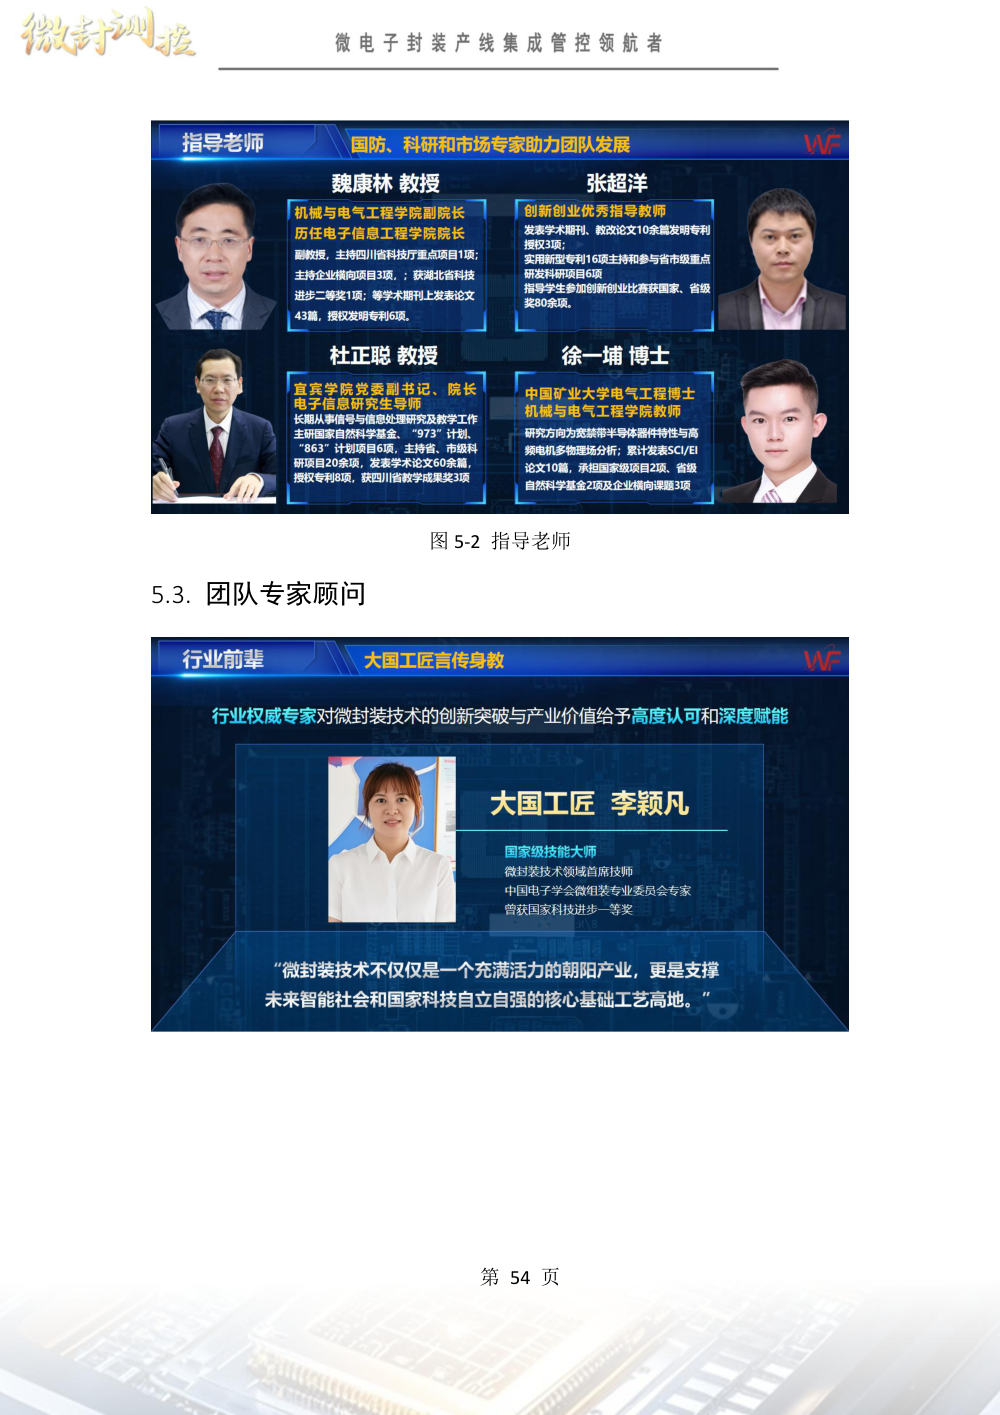 微封测控
微电子封装产线集成管控领航者
指导老师
国防、科研和市场专家助力团队发展
WF
魏康林 教授
机械与电气工程学院副院长
历任电子信息工程学院院长
副教授，主持四川省科技厅重点项目1项；
主持企业横向项目3项，；获湖北省科技
进步二等奖1项；等学术期刊上发表论文
43篇，授权发明专利6项。
张超洋
创新创业优秀指导教师
发表学术期刊、教改论文10余篇发明专利
授权3项；
实用新型专利16项主持和参与省市级重点
研发科研项目6项
指导学生参加创新创业比赛获国家、省级
奖80余项。
杜正聪 教授
宜宾学院党委副书记、院长
电子信息研究生导师
长期从事信号与信息处理研究及教学工作
主研国家自然科学基金、“973”计划、
“863”计划项目6项，主持省、市级科
研项目20余项，发表学术论文60余篇，
授权专利8项，获四川省教学成果奖3项
徐一埔 博士
中国矿业大学电气工程博士
机械与电气工程学院教师
研究方向为宽禁带半导体器件特性与高
频电机多物理场分析；累计发表SCI/EI
论文10篇，承担国家级项目2项、省级
自然科学基金2项及企业横向课题3项
图 5-2 指导老师
5.3. 团队专家顾问
行业前辈
大国工匠言传身教
WF
行业权威专家对微封装技术的创新突破与产业价值给予高度认可和深度赋能
大国工匠 李颖凡
国家级技能大师
微封装技术领域首席技师
中国电子学会微组装专业委员会专家
曾获国家科技进步一等奖
“微封装技术不仅仅是一个充满活力的朝阳产业，更是支撑
未来智能社会和国家科技自立自强的核心基础工艺高地。”
第 54 页